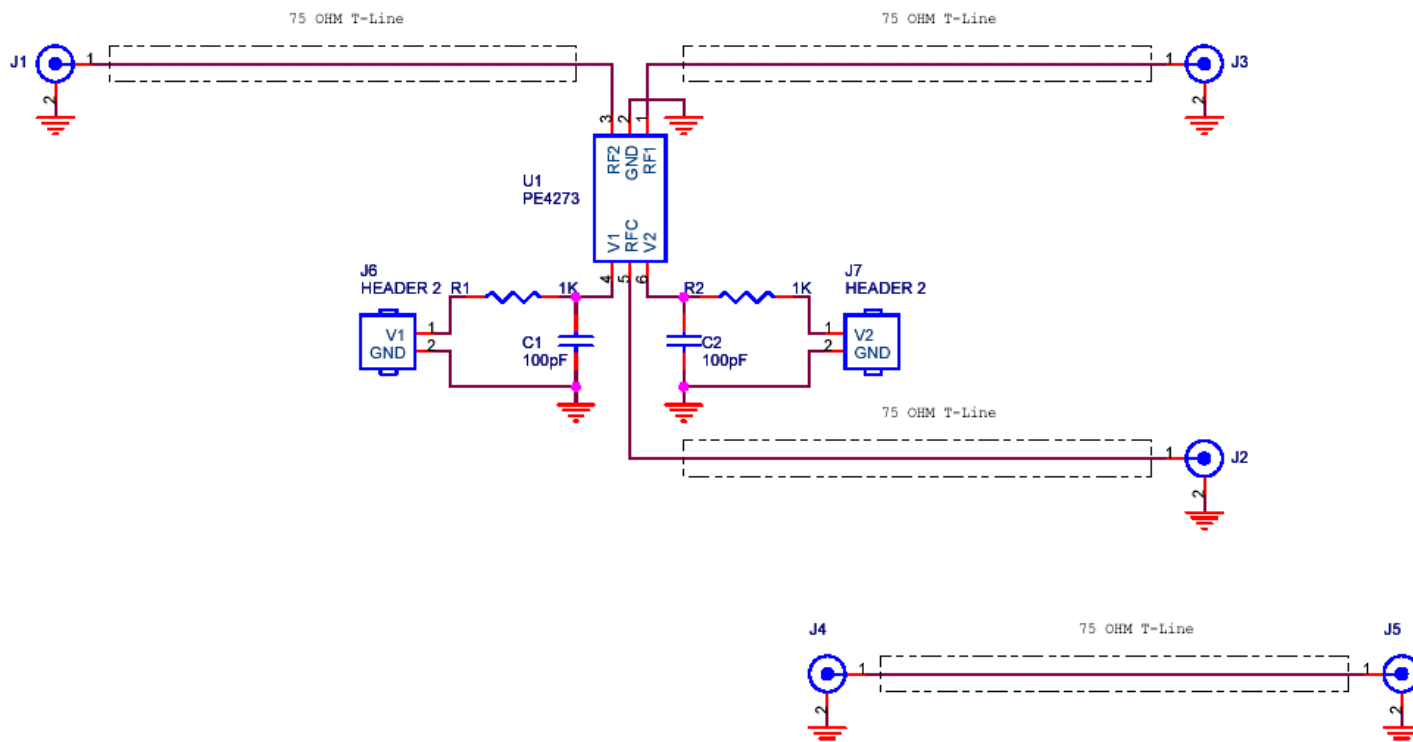 75 OHM T-Line
75 OHM T-Line
J1
1
2
1
J3
2
3
2
1
RF2
GND
RF1
U1
PE4273
V1
RFC
V2
4
5
6
J6
HEADER 2
R1
1K
R2
1K
J7
HEADER 2
V1
1
GND
2
C1
100pF
C2
100pF
1
V2
2
GND
75 OHM T-Line
1
J2
2
J4
75 OHM T-Line
J5
1
1
2
2